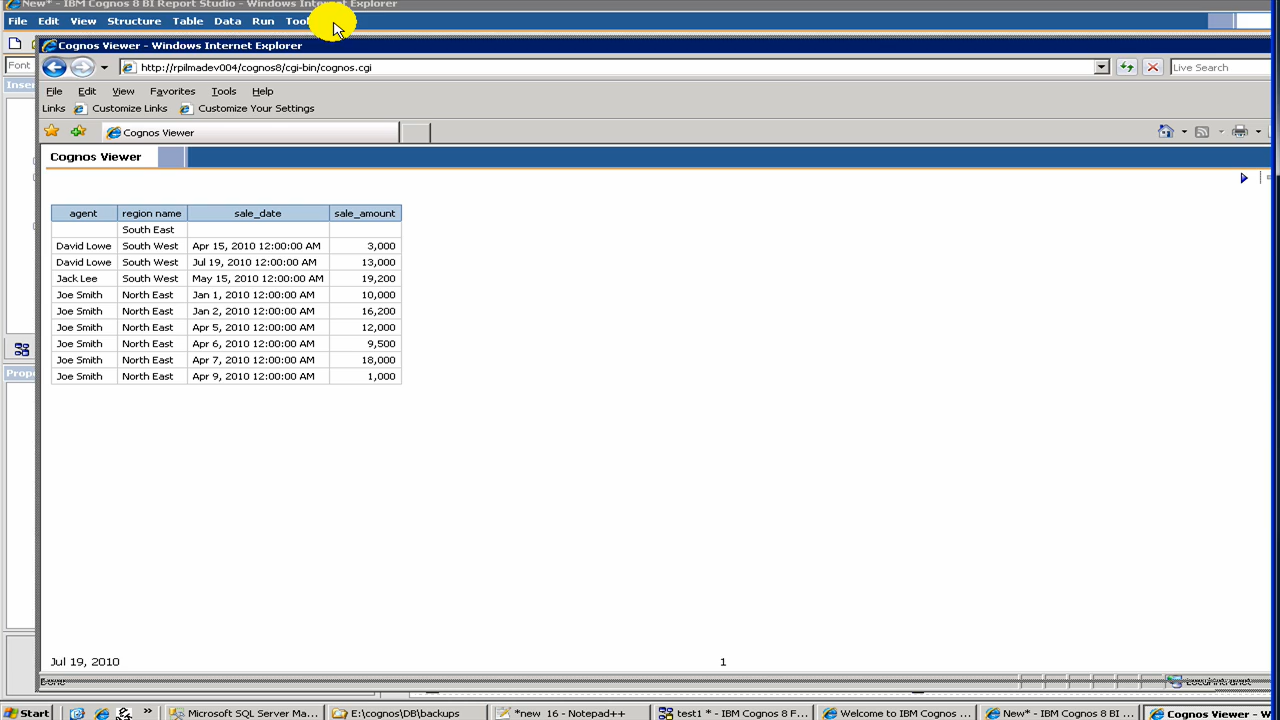 New* - IBM Cognos 8 BI Report Studio - Windows Internet Explorer
File Edit View Structure Table Data Run
Cognos Viewer - Windows Internet Explorer
Font
http://rpilmadev004/cognos8/cgi-bin/cognos.cgi Live Search
File Edit View Favorites Tools Help
Links Customize Links Customize Your Settings
Cognos Viewer
Cognos Viewer
agent region name sale_date sale_amount
South East
David Lowe South West Apr 15, 2010 12:00:00 AM 3,000
David Lowe South West Jul 19, 2010 12:00:00 AM 13,000
Jack Lee South West May 15, 2010 12:00:00 AM 19,200
Joe Smith North East Jan 1, 2010 12:00:00 AM 10,000
Joe Smith North East Jan 2, 2010 12:00:00 AM 16,200
Joe Smith North East Apr 5, 2010 12:00:00 AM 12,000
Joe Smith North East Apr 6, 2010 12:00:00 AM 9,500
Joe Smith North East Apr 7, 2010 12:00:00 AM 18,000
Joe Smith North East Apr 9, 2010 12:00:00 AM 1,000
Jul 19, 2010 1
Done
Start » Microsoft SQL Server Ma... E:\cognos\DB\backups *new 16 - Notepad++ test1 * - IBM Cognos 8 F... Welcome to IBM Cognos ... New* - IBM Cognos 8 BI ... Cognos Viewer - W